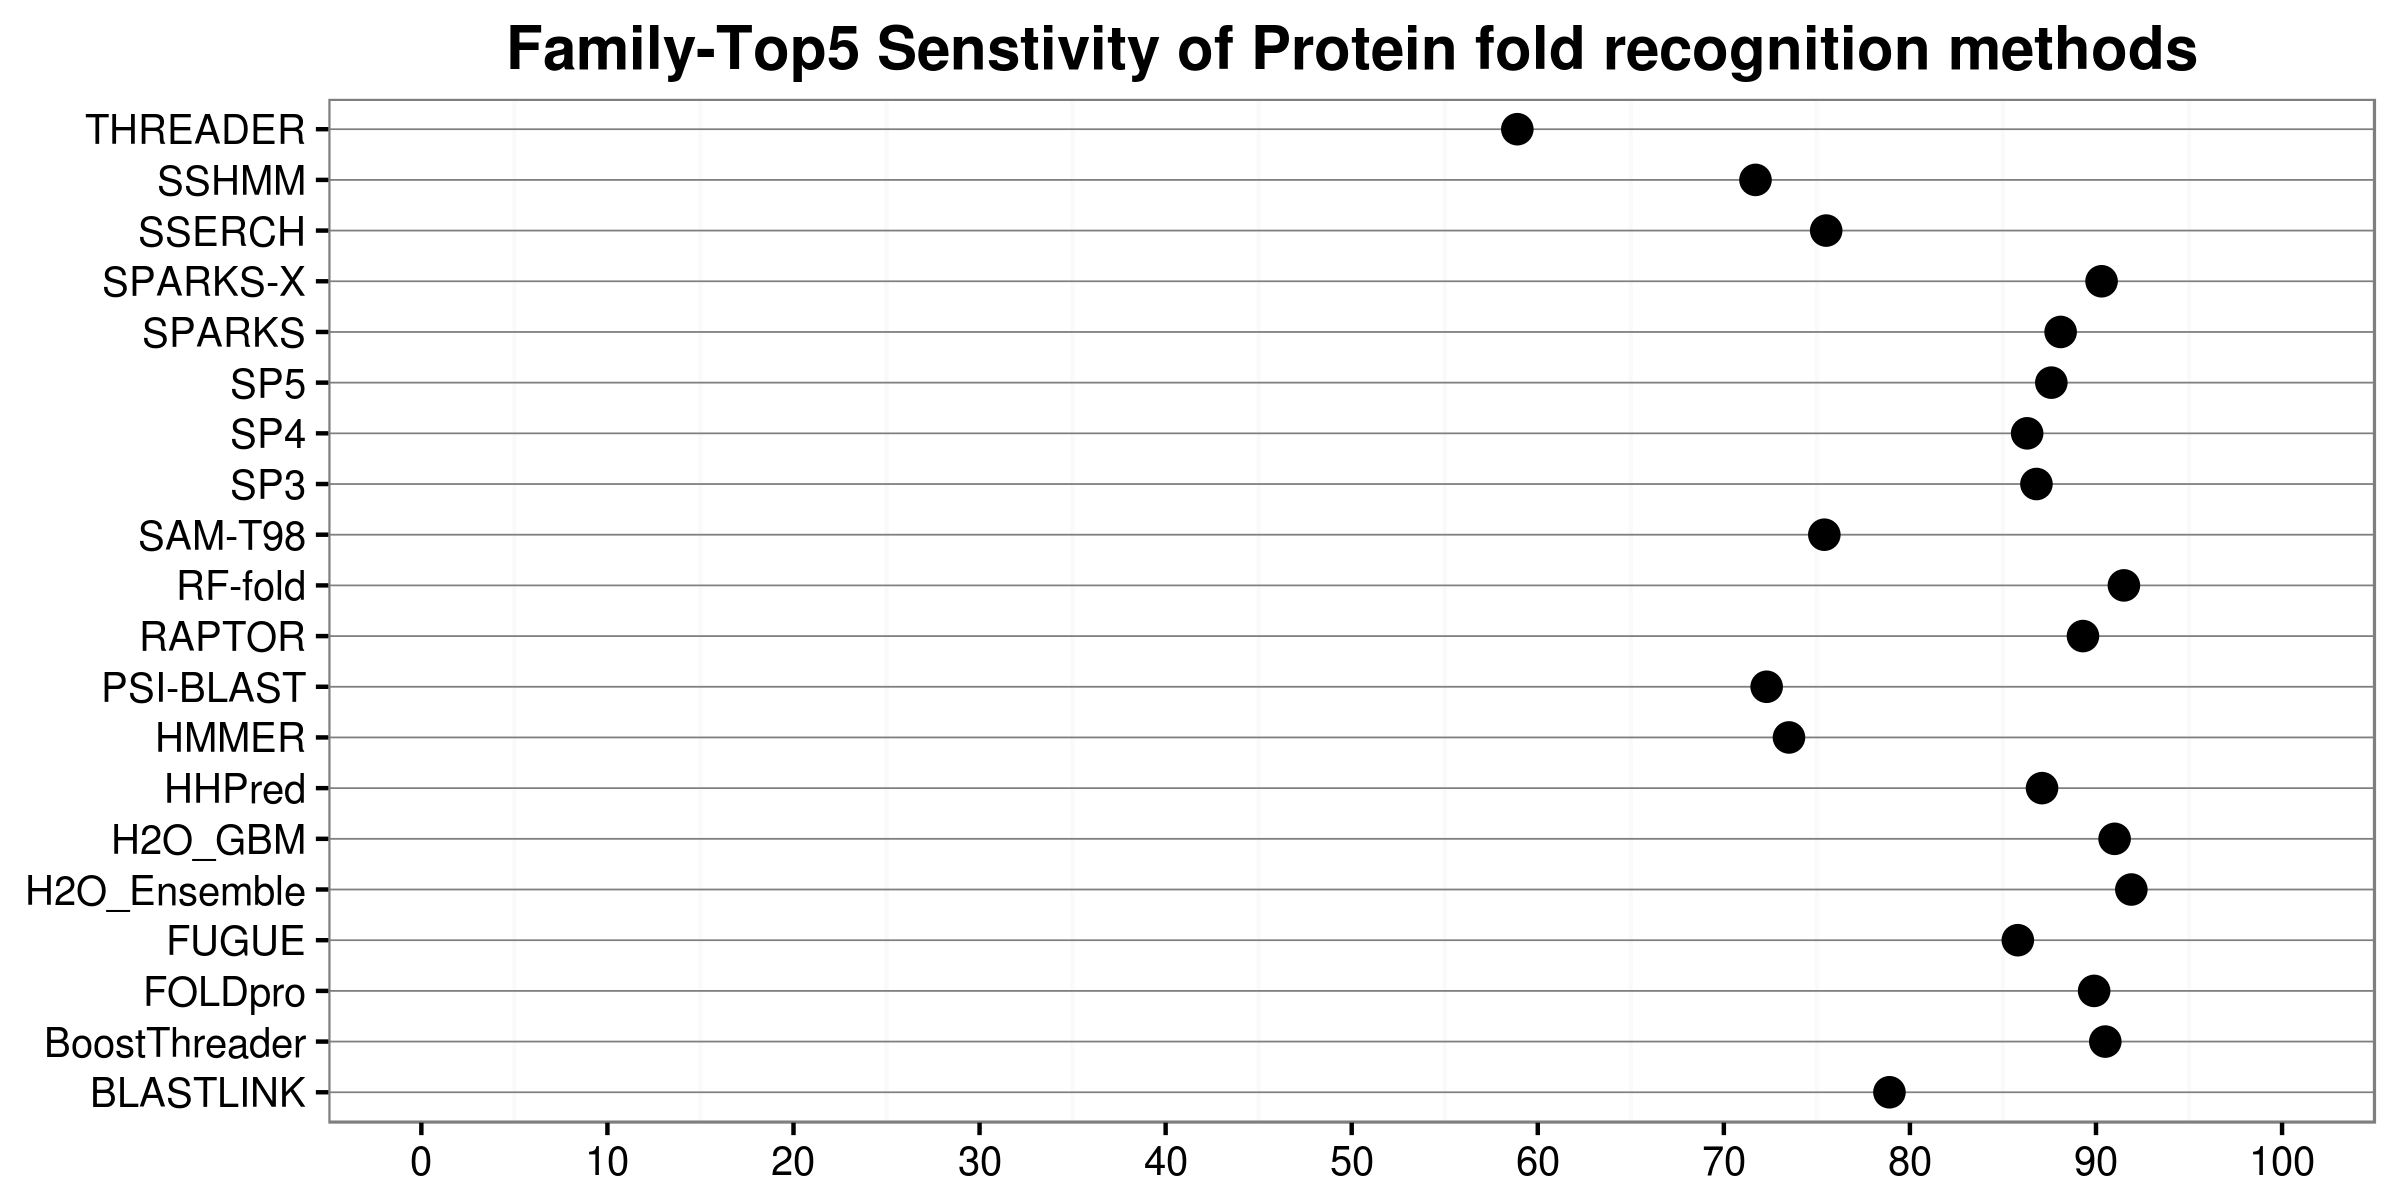 Family-Top5 Senstivity of Protein fold recognition methods
THREADER
SSHMM
SSERCH
SPARKS-X
SPARKS
SP5
SP4
SP3
SAM-T98
RF-fold
RAPTOR
PSI-BLAST
HMMER
HHPred
H2O_GBM
H2O_Ensemble
FUGUE
FOLDpro
BoostThreader
BLASTLINK
0 10 20 30 40 50 60 70 80 90 100